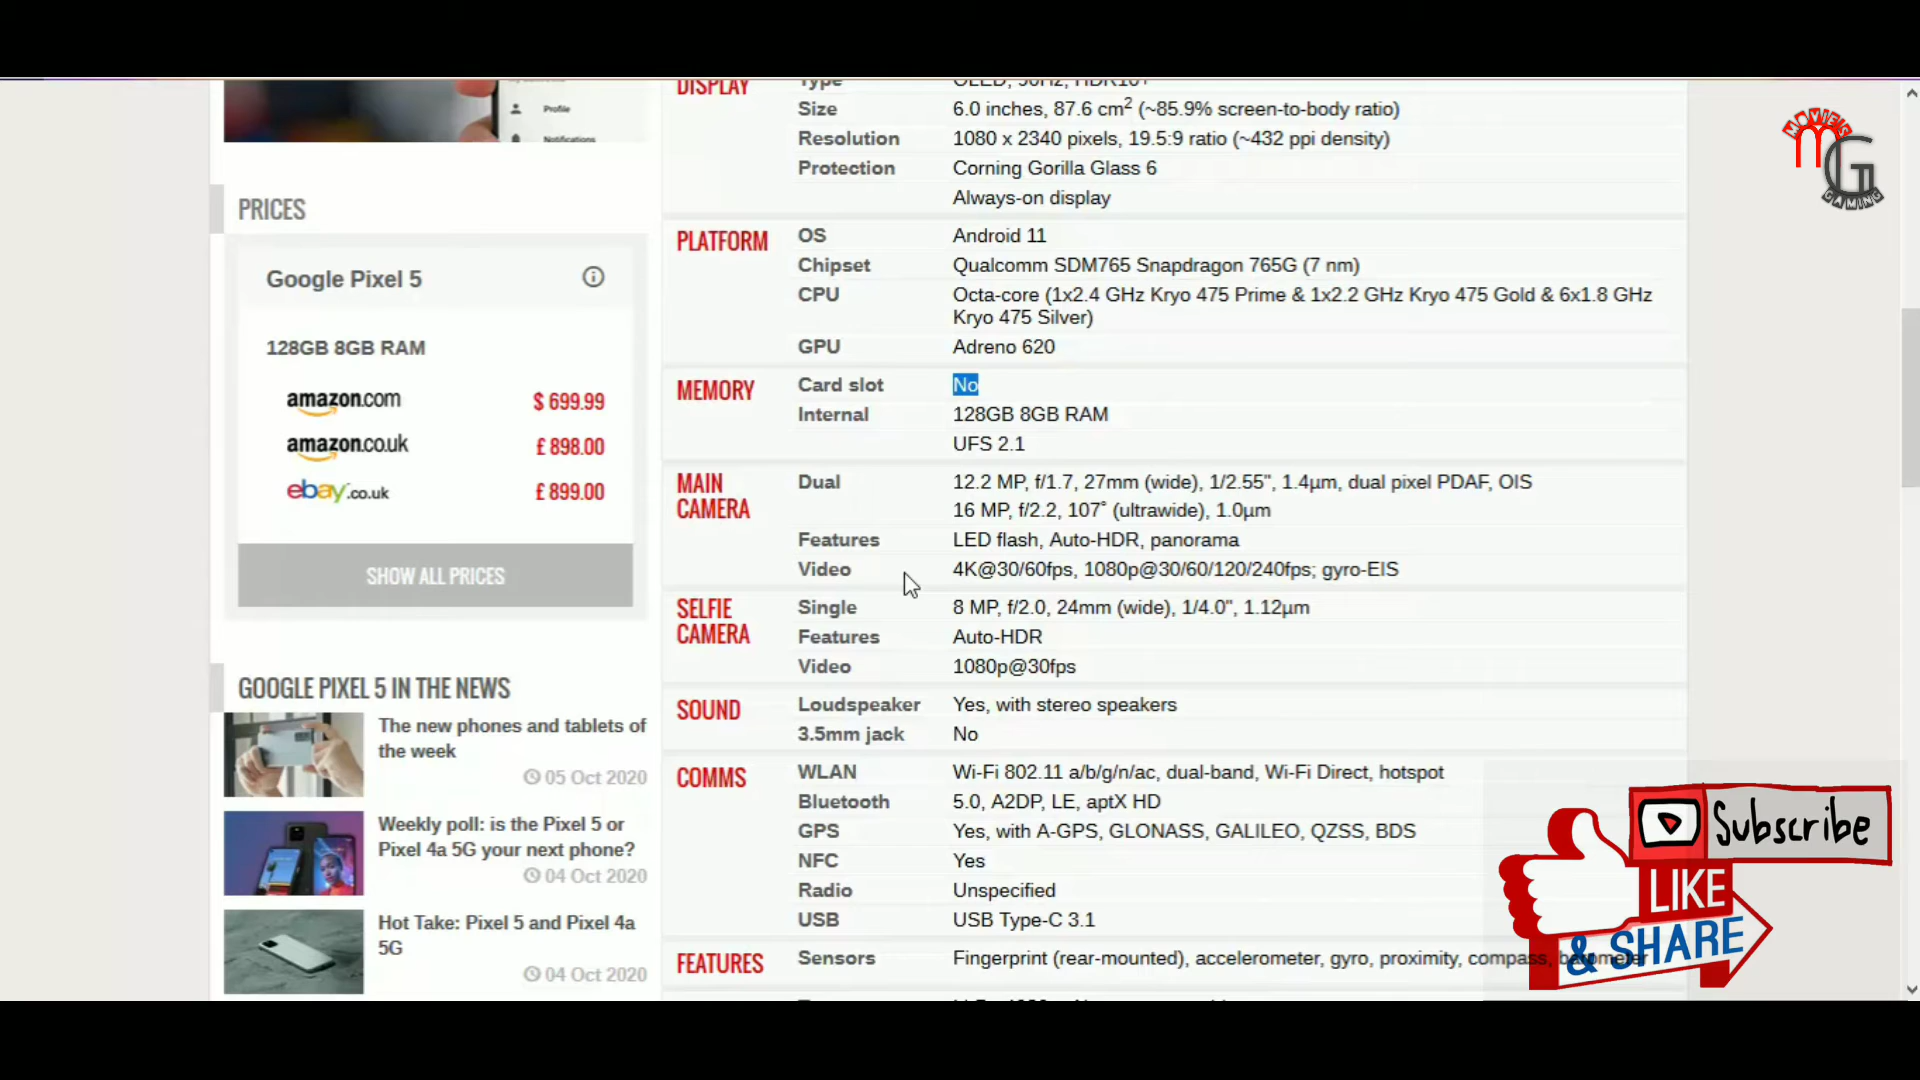 DISPLAY
Type OLED, 90Hz, HDR10+
Profile
Size 6.0 inches, 87.6 cm2 (~85.9% screen-to-body ratio)
Notifications
Resolution 1080 x 2340 pixels, 19.5:9 ratio (~432 ppi density)
Protection Corning Gorilla Glass 6
Always-on display
MOVIE'S
MG
GAMING
PRICES
Google Pixel 5
128GB 8GB RAM
amazon.com $ 699.99
amazon.co.uk £ 898.00
ebay.co.uk £ 899.00
SHOW ALL PRICES
PLATFORM
OS Android 11
Chipset Qualcomm SDM765 Snapdragon 765G (7 nm)
CPU Octa-core (1x2.4 GHz Kryo 475 Prime & 1x2.2 GHz Kryo 475 Gold & 6x1.8 GHz
Kryo 475 Silver)
GPU Adreno 620
MEMORY
Card slot No
Internal 128GB 8GB RAM
UFS 2.1
MAIN
CAMERA
Dual 12.2 MP, f/1.7, 27mm (wide), 1/2.55", 1.4µm, dual pixel PDAF, OIS
16 MP, f/2.2, 107˚ (ultrawide), 1.0µm
Features LED flash, Auto-HDR, panorama
Video 4K@30/60fps, 1080p@30/60/120/240fps; gyro-EIS
SELFIE
CAMERA
Single 8 MP, f/2.0, 24mm (wide), 1/4.0", 1.12µm
Features Auto-HDR
Video 1080p@30fps
SOUND
Loudspeaker Yes, with stereo speakers
3.5mm jack No
COMMS
WLAN Wi-Fi 802.11 a/b/g/n/ac, dual-band, Wi-Fi Direct, hotspot
Bluetooth 5.0, A2DP, LE, aptX HD
GPS Yes, with A-GPS, GLONASS, GALILEO, QZSS, BDS
NFC Yes
Radio Unspecified
USB USB Type-C 3.1
FEATURES
Sensors Fingerprint (rear-mounted), accelerometer, gyro, proximity, compass, barometer
GOOGLE PIXEL 5 IN THE NEWS
The new phones and tablets of
the week
05 Oct 2020
Weekly poll: is the Pixel 5 or
Pixel 4a 5G your next phone?
04 Oct 2020
Hot Take: Pixel 5 and Pixel 4a
5G
04 Oct 2020
Subscribe
LIKE
& SHARE